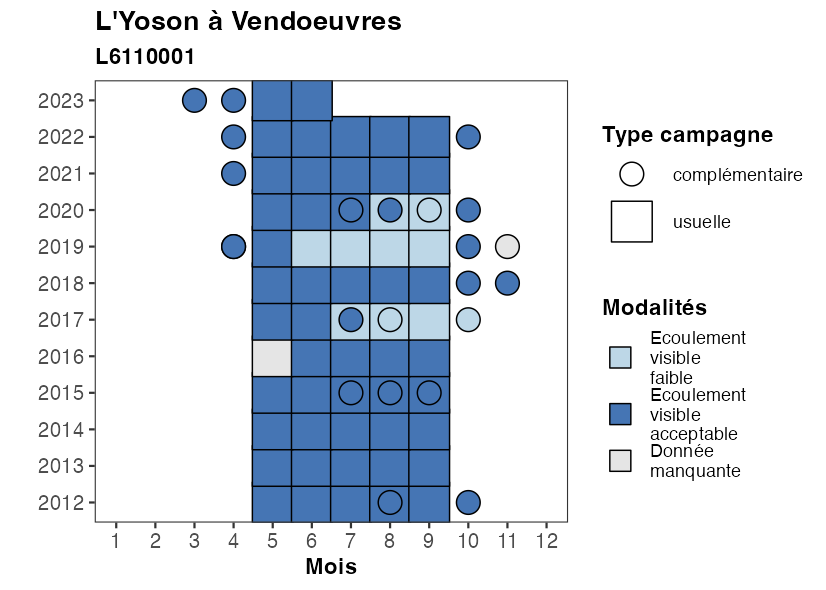 L'Yoson à Vendoeuvres
L6110001
2023
2022
2021
2020
2019
2018
2017
2016
2015
2014
2013
2012
1 2 3 4 5 6 7 8 9 10 11 12
Mois
Type campagne
complémentaire
usuelle
Modalités
Ecoulement
visible
faible
Ecoulement
visible
acceptable
Donnée
manquante